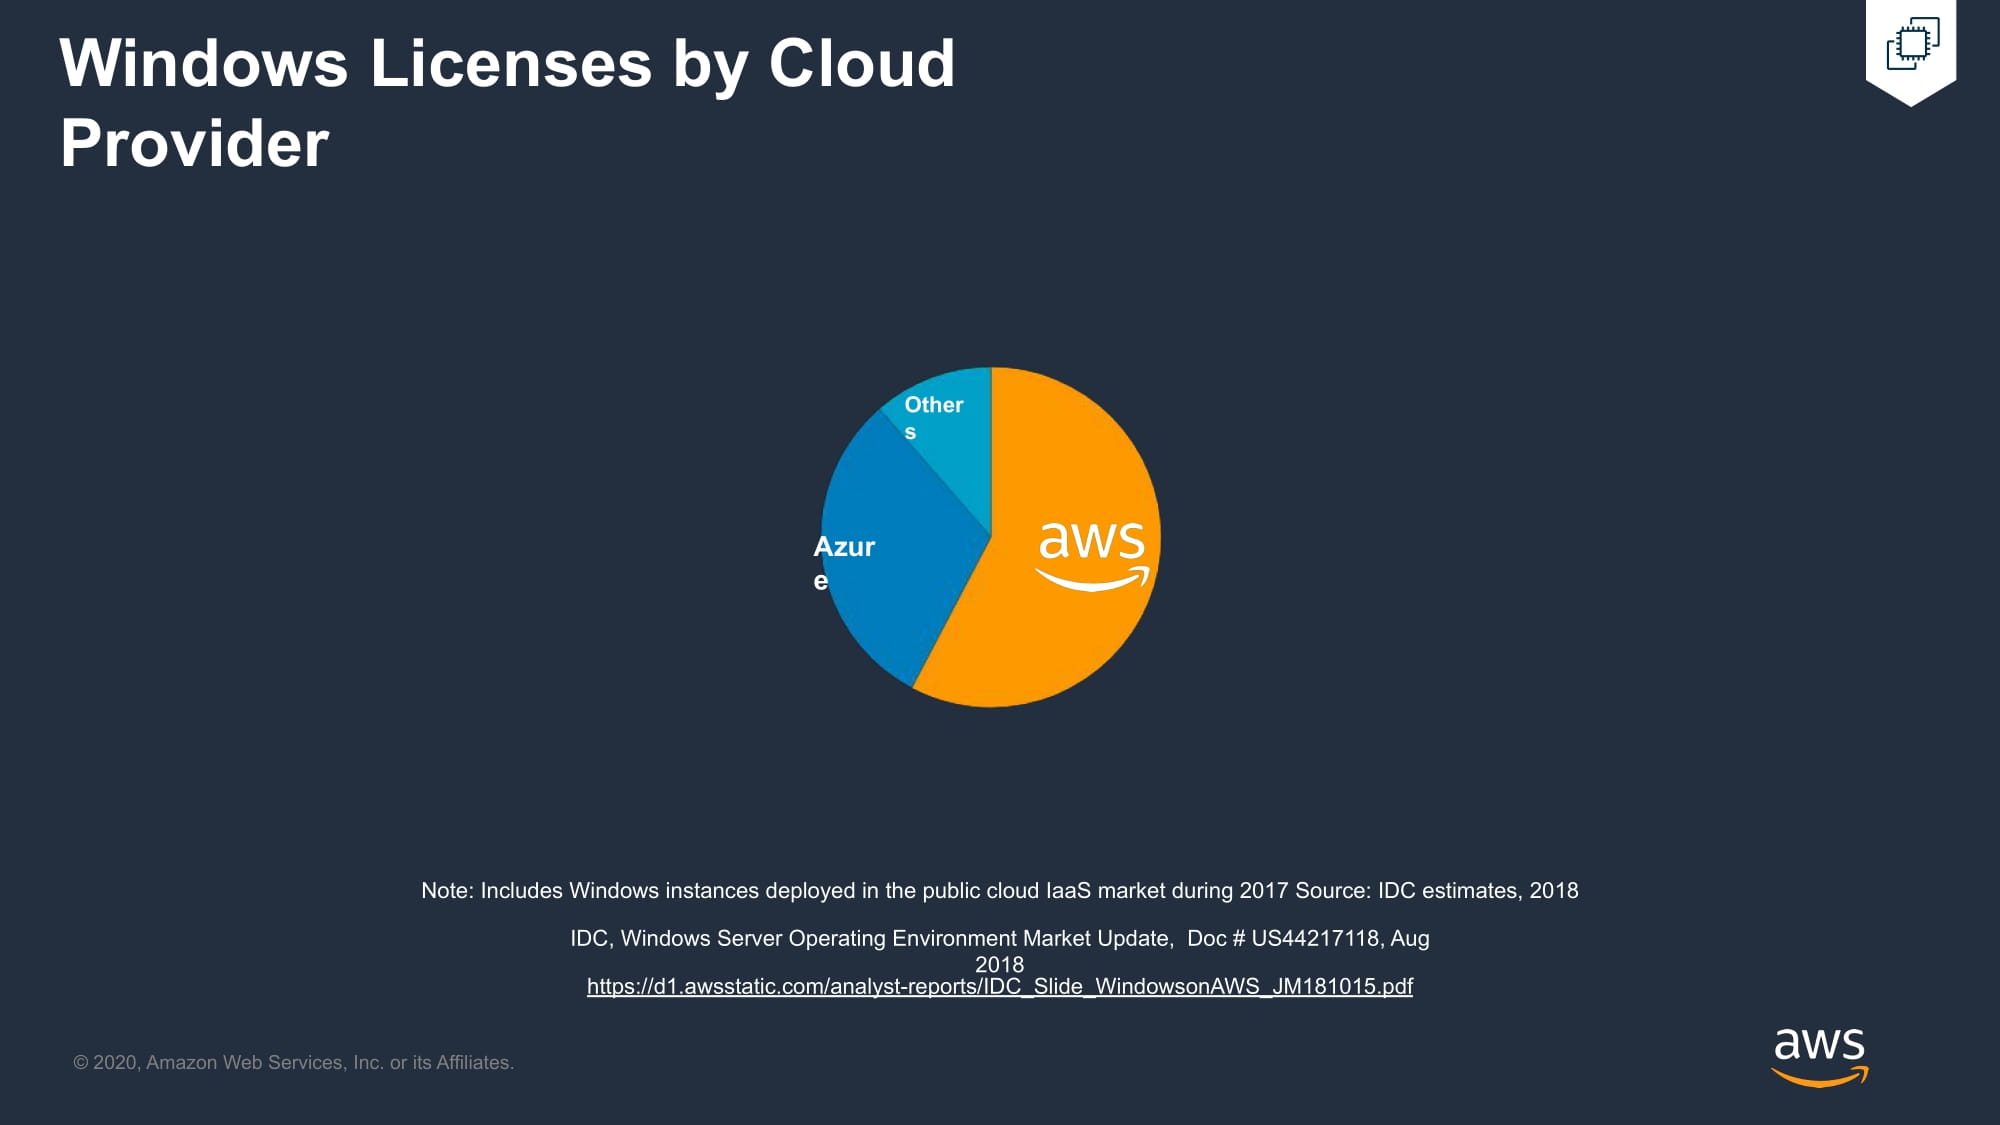 Windows Licenses by Cloud
Provider
Other
s
Azur
e
aws
Note: Includes Windows instances deployed in the public cloud IaaS market during 2017 Source: IDC estimates, 2018
IDC, Windows Server Operating Environment Market Update,  Doc # US44217118, Aug
2018
https://d1.awsstatic.com/analyst-reports/IDC_Slide_WindowsonAWS_JM181015.pdf
© 2020, Amazon Web Services, Inc. or its Affiliates.
aws